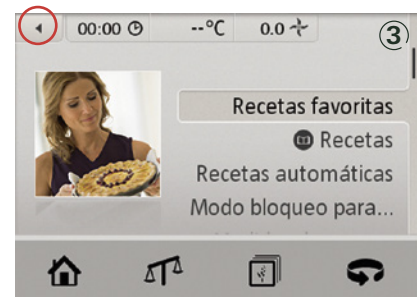 00:00 --°C 0.0
3
Recetas favoritas
Recetas
Recetas automáticas
Modo bloqueo para...